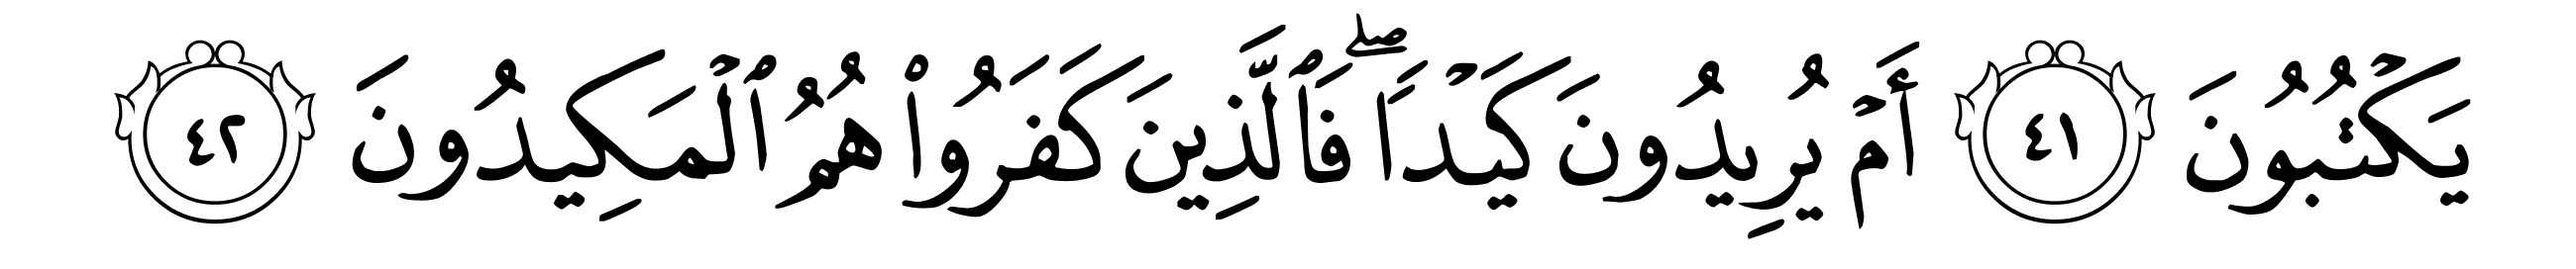 يَكۡتُبُونَ ٤١ أَمۡ يُرِيدُونَ كَيۡدٗاۖ فَٱلَّذِينَ كَفَرُواْ هُمُ ٱلۡمَكِيدُونَ ٤٢